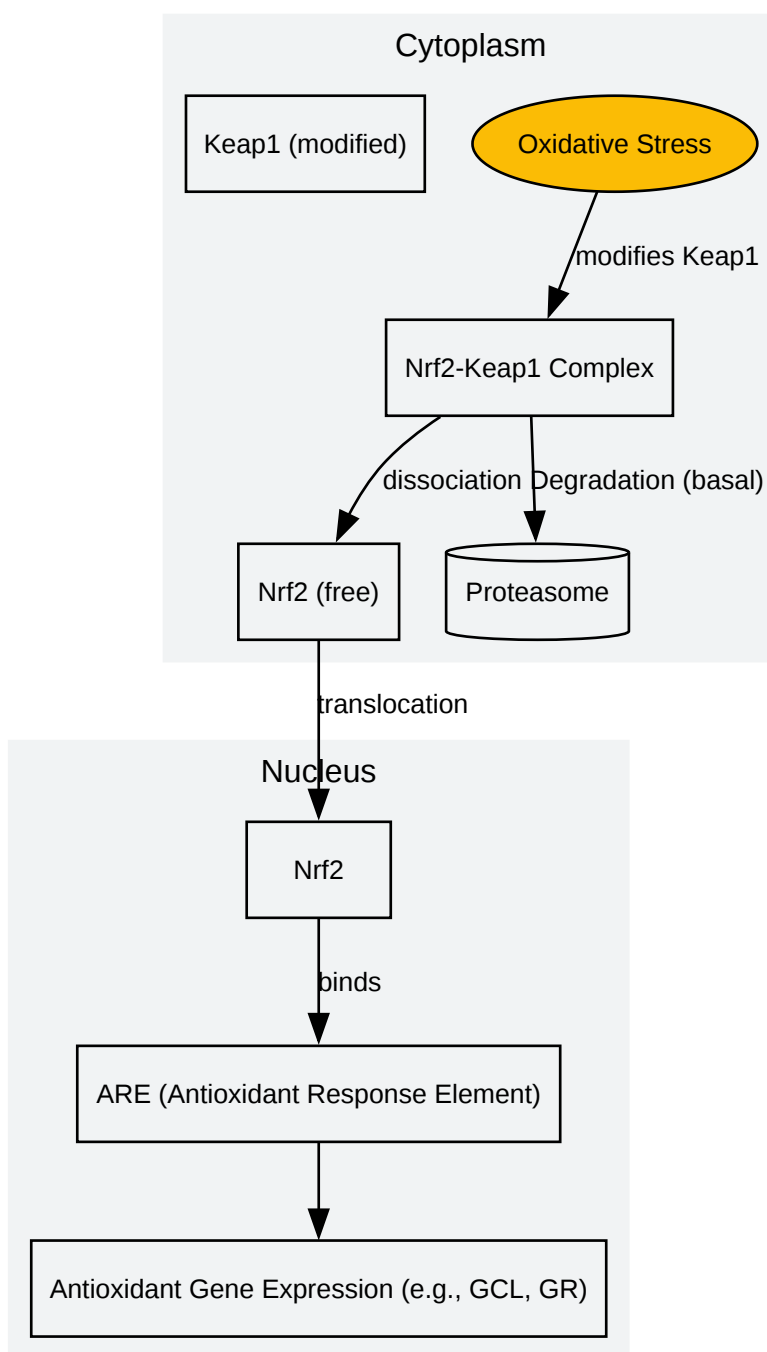 Cytoplasm
Keap1 (modified)
Oxidative Stress
modifies Keap1
Nrf2-Keap1 Complex
dissociation
Degradation (basal)
Nrf2 (free)
Proteasome
translocation
Nucleus
Nrf2
binds
ARE (Antioxidant Response Element)
Antioxidant Gene Expression (e.g., GCL, GR)